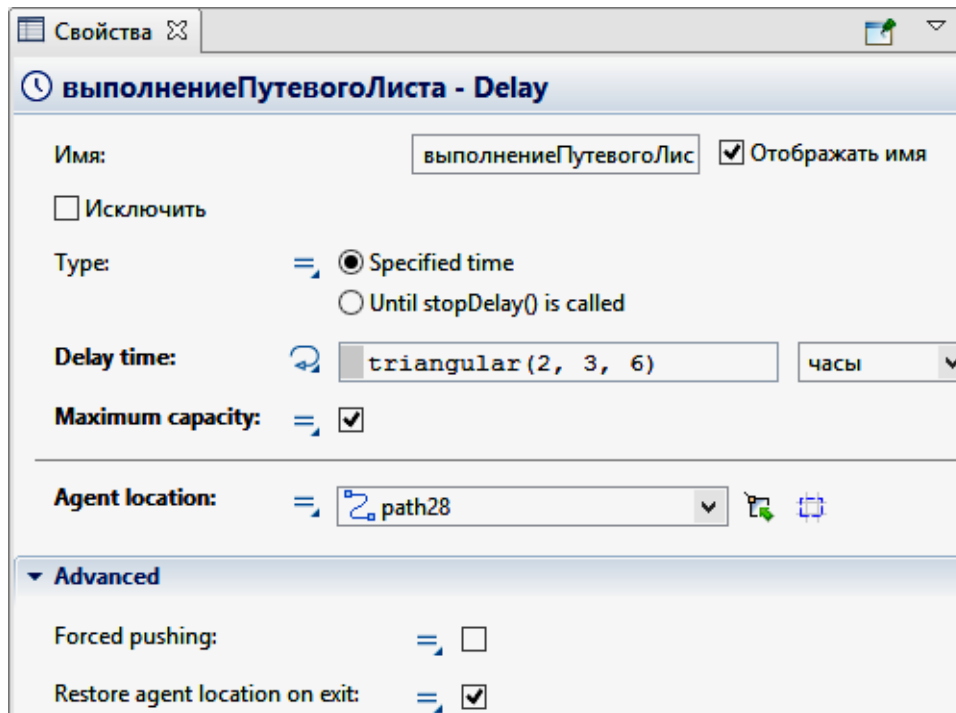 Свойства
выполнениеПутевогоЛиста - Delay
Имя: выполнениеПутевогоЛис Отображать имя
Исключить
Type: Specified time
Until stopDelay() is called
Delay time: triangular(2, 3, 6) часы
Maximum capacity:
Agent location: path28
Advanced
Forced pushing:
Restore agent location on exit: